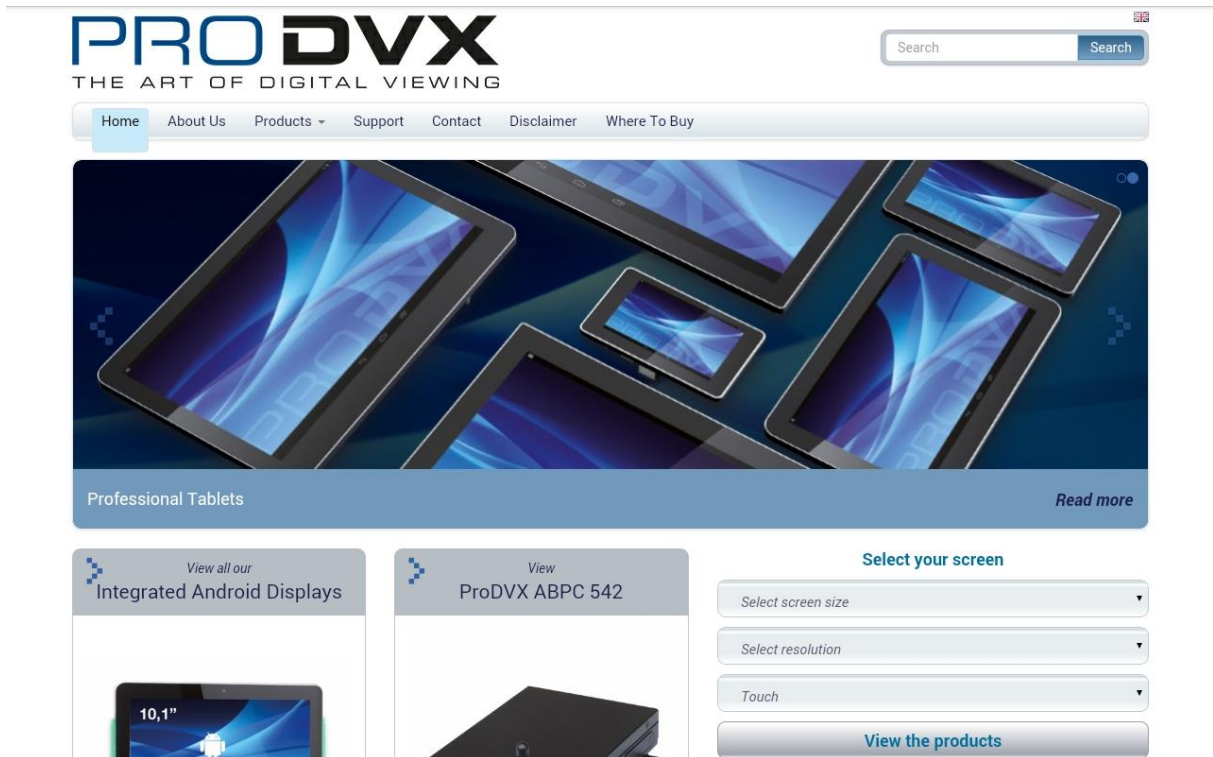 PRO DVX
THE ART OF DIGITAL VIEWING
Search
Search
Home About Us Products Support Contact Disclaimer Where To Buy
Professional Tablets
Read more
View all our
Integrated Android Displays
View
ProDVX ABPC 542
Select your screen
Select screen size
Select resolution
Touch
View the products
10,1”